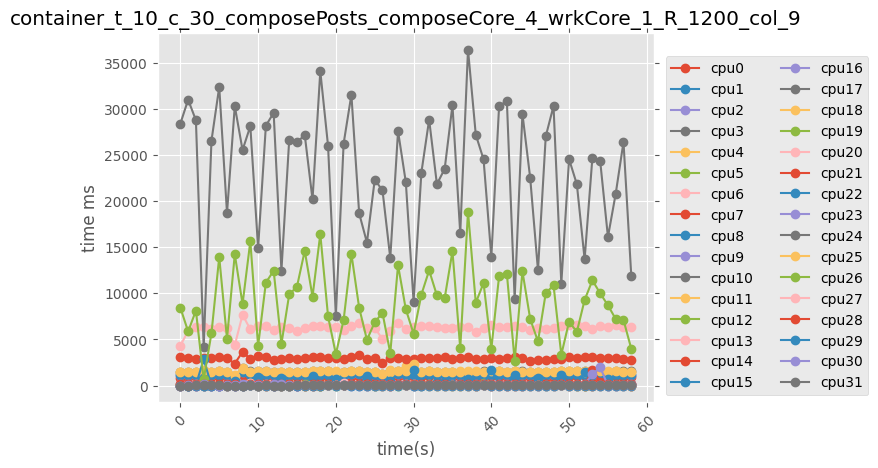 container_t_10_c_30_composePosts_composeCore_4_wrkCore_1_R_1200_col_9
35000
30000
25000
20000
15000
10000
5000
0
time ms
0
10
20
30
40
50
60
time(s)
cpu0
cpu1
cpu2
cpu3
cpu4
cpu5
cpu6
cpu7
cpu8
cpu9
cpu10
cpu11
cpu12
cpu13
cpu14
cpu15
cpu16
cpu17
cpu18
cpu19
cpu20
cpu21
cpu22
cpu23
cpu24
cpu25
cpu26
cpu27
cpu28
cpu29
cpu30
cpu31